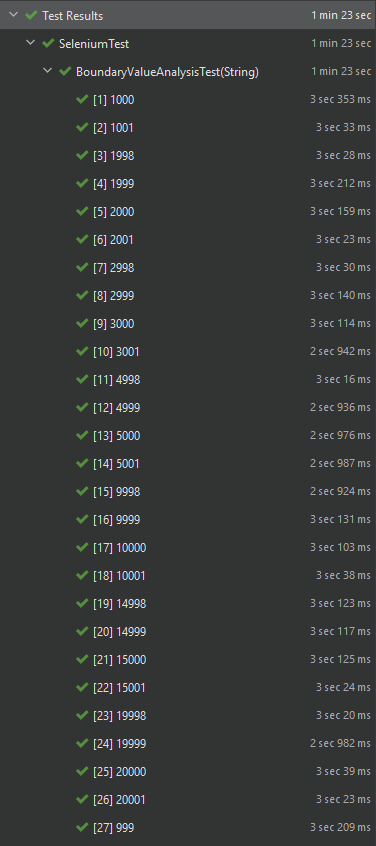 Test Results 1 min 23 sec
SeleniumTest 1 min 23 sec
BoundaryValueAnalysisTest(String) 1 min 23 sec
[1] 1000 3 sec 353 ms
[2] 1001 3 sec 33 ms
[3] 1998 3 sec 28 ms
[4] 1999 3 sec 212 ms
[5] 2000 3 sec 159 ms
[6] 2001 3 sec 23 ms
[7] 2998 3 sec 30 ms
[8] 2999 3 sec 140 ms
[9] 3000 3 sec 114 ms
[10] 3001 2 sec 942 ms
[11] 4998 3 sec 16 ms
[12] 4999 2 sec 936 ms
[13] 5000 2 sec 976 ms
[14] 5001 2 sec 987 ms
[15] 9998 2 sec 924 ms
[16] 9999 3 sec 131 ms
[17] 10000 3 sec 103 ms
[18] 10001 3 sec 38 ms
[19] 14998 3 sec 123 ms
[20] 14999 3 sec 117 ms
[21] 15000 3 sec 125 ms
[22] 15001 3 sec 24 ms
[23] 19998 3 sec 20 ms
[24] 19999 2 sec 982 ms
[25] 20000 3 sec 39 ms
[26] 20001 3 sec 23 ms
[27] 999 3 sec 209 ms